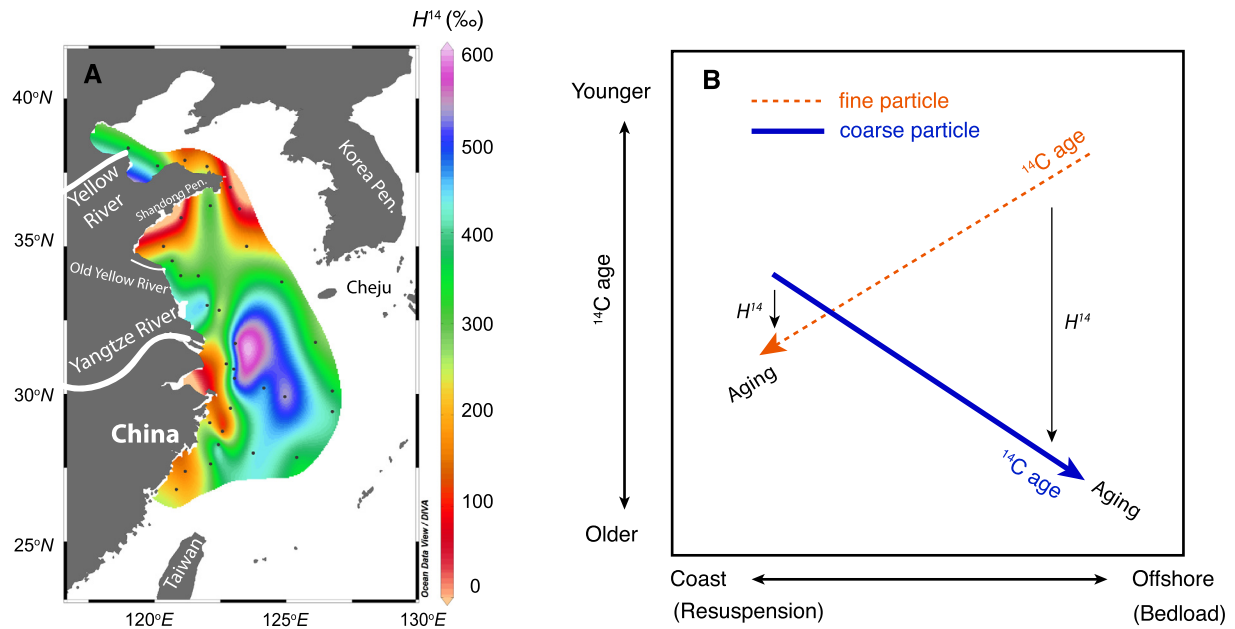 H¹⁴ (‰)
A
40°N
35°N
30°N
25°N
120°E
125°E
130°E
Yellow
River
Shandong Pen.
Korea Pen.
Old Yellow River
Cheju
Yangtze River
China
Taiwan
Ocean Data View / DIVA
600
500
400
300
200
100
0
B
Younger
¹⁴C age
Older
fine particle
coarse particle
¹⁴C age
H¹⁴
H¹⁴
Aging
¹⁴C age
Aging
Coast
(Resuspension)
Offshore
(Bedload)